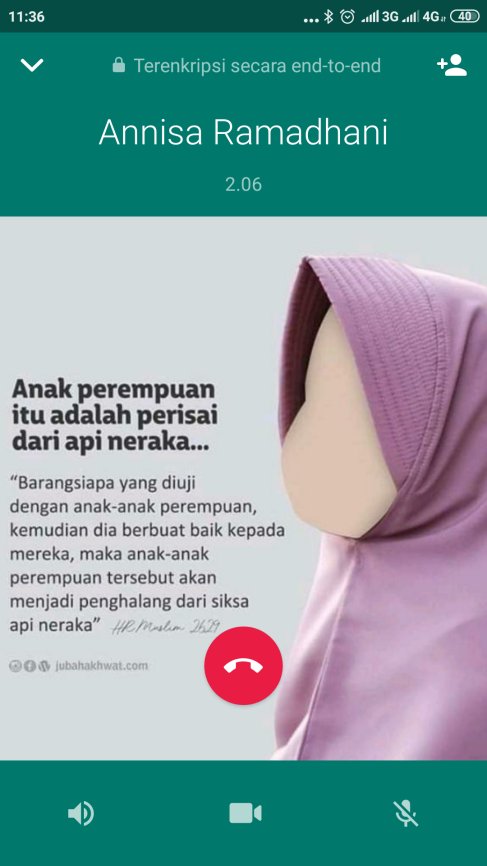 11:36
3G 4G 40
Terenkripsi secara end-to-end
Annisa Ramadhani
2.06
Anak perempuan
itu adalah perisai
dari api neraka...
“Barangsiapa yang diuji
dengan anak-anak perempuan,
kemudian dia berbuat baik kepada
mereka, maka anak-anak
perempuan tersebut akan
menjadi penghalang dari siksa
api neraka” HR.Muslim 2629
jubahakhwat.com